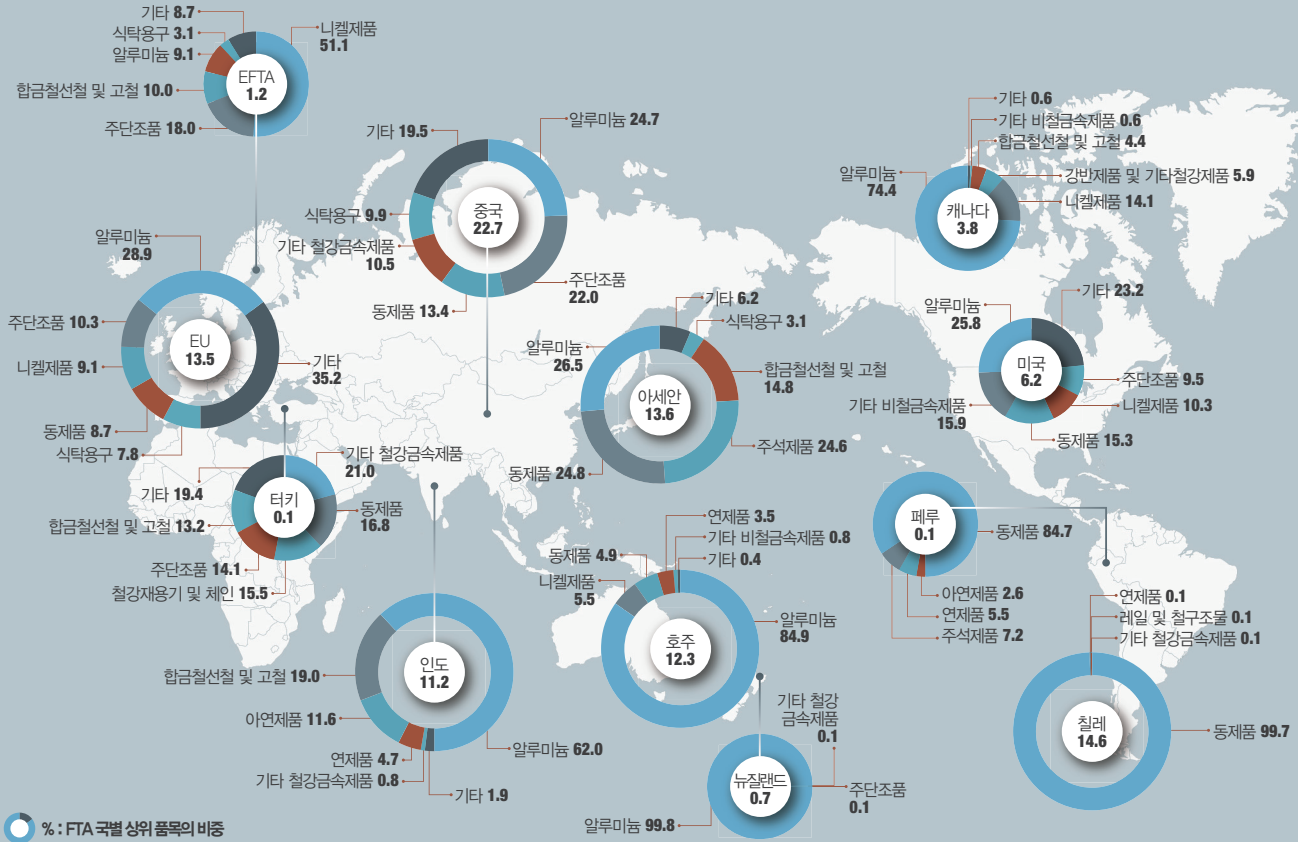 기타 8.7
식탁용구 3.1
알루미늄 9.1
합금철선철 및 고철 10.0
주단조품 18.0
니켈제품
51.1
EFTA
1.2
기타 19.5
식탁용구 9.9
기타 철강금속제품
10.5
동제품 13.4
알루미늄 24.7
주단조품
22.0
중국
22.7
기타 0.6
기타 비철금속제품 0.6
합금철선철 및 고철 4.4
강반제품 및 기타철강제품 5.9
니켈제품 14.1
알루미늄
74.4
캐나다
3.8
알루미늄
28.9
주단조품 10.3
니켈제품 9.1
동제품 8.7
식탁용구 7.8
기타
35.2
EU
13.5
기타 6.2
식탁용구 3.1
합금철선철 및 고철
14.8
주석제품 24.6
동제품 24.8
알루미늄
26.5
아세안
13.6
알루미늄
25.8
기타 23.2
주단조품 9.5
니켈제품 10.3
동제품 15.3
기타 비철금속제품
15.9
미국
6.2
기타 철강금속제품
21.0
동제품
16.8
기타 19.4
합금철선철 및 고철 13.2
주단조품 14.1
철강재용기 및 체인 15.5
터키
0.1
페루
0.1
동제품 84.7
아연제품 2.6
연제품 5.5
주석제품 7.2
연제품 3.5
기타 비철금속제품 0.8
기타 0.4
동제품 4.9
니켈제품
5.5
알루미늄
84.9
호주
12.3
합금철선철 및 고철 19.0
아연제품 11.6
연제품 4.7
기타 철강금속제품 0.8
기타 1.9
알루미늄 62.0
인도
11.2
연제품 0.1
레일 및 철구조물 0.1
기타 철강금속제품 0.1
동제품 99.7
칠레
14.6
기타 철강
금속제품
0.1
주단조품
0.1
알루미늄 99.8
뉴질랜드
0.7
% : FTA 국별 상위 품목의 비중